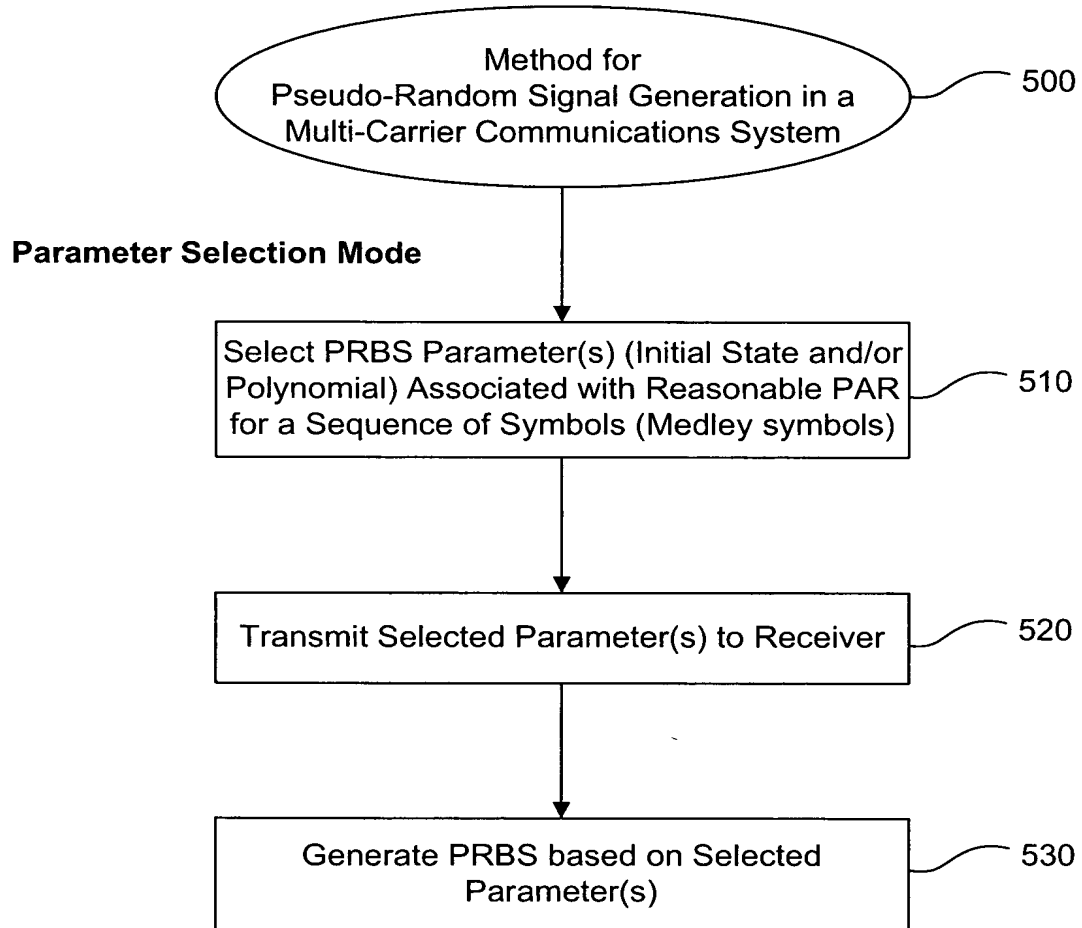 Method for
Pseudo-Random Signal Generation in a
Multi-Carrier Communications System
500
Parameter Selection Mode
Select PRBS Parameter(s) (Initial State and/or
Polynomial) Associated with Reasonable PAR
for a Sequence of Symbols (Medley symbols)
510
Transmit Selected Parameter(s) to Receiver
520
Generate PRBS based on Selected
Parameter(s)
530